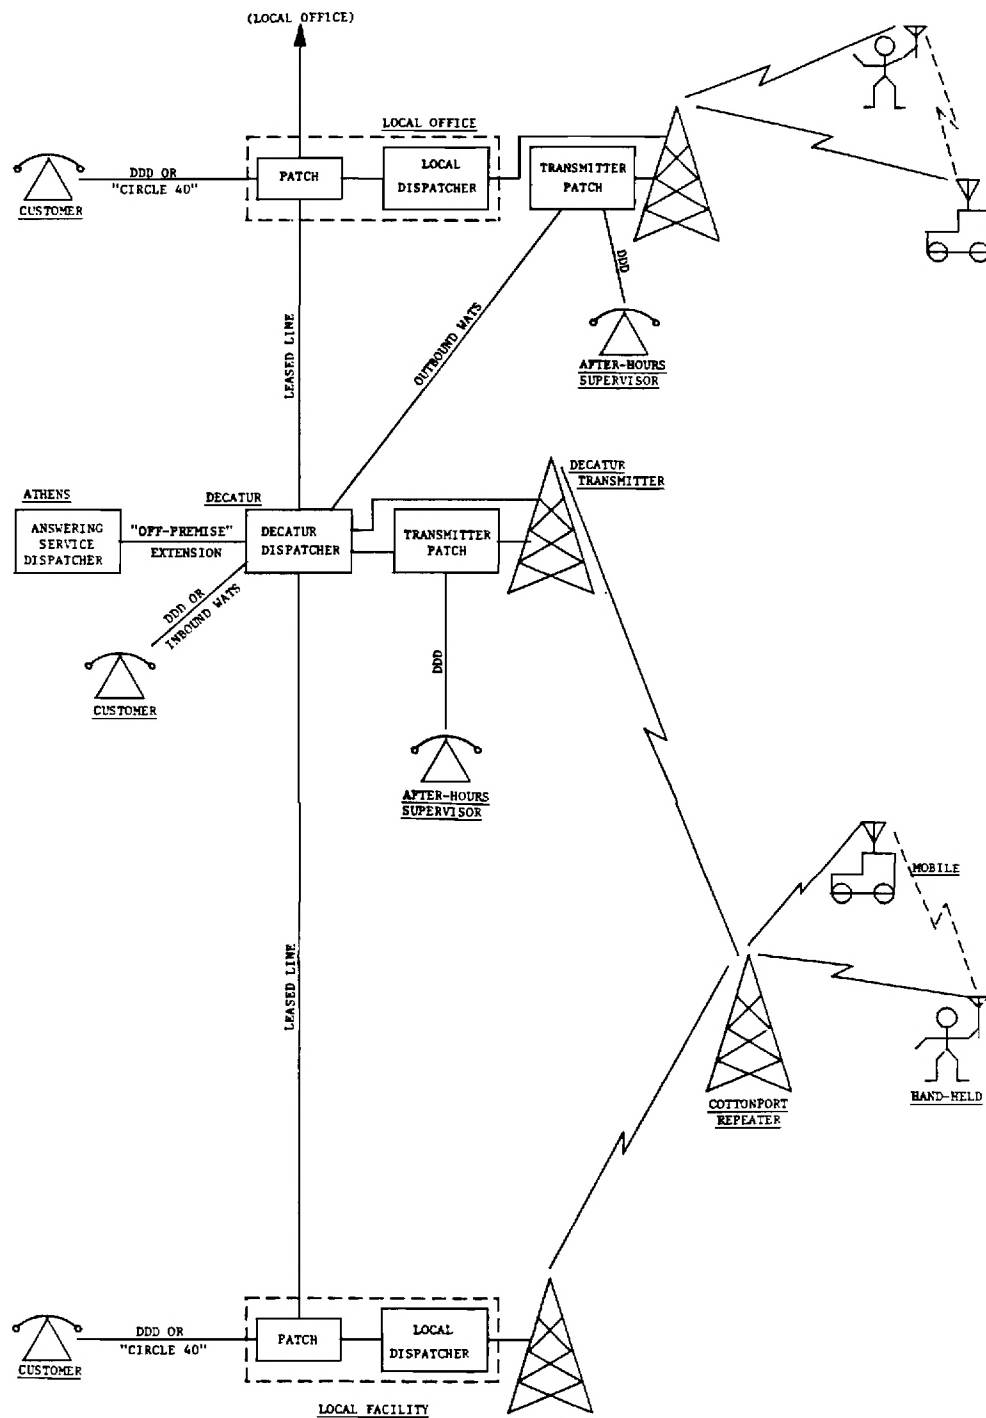 (LOCAL OFFICE)
LOCAL OFFICE
DDD OR
"CIRCLE 40"
CUSTOMER
PATCH
LOCAL
DISPATCHER
TRANSMITTER
PATCH
DDD
LEASED LINE
OUTBOUND WATS
AFTER-HOURS
SUPERVISOR
ATHENS
ANSWERING
SERVICE
DISPATCHER
"OFF-PREMISE"
EXTENSION
DECATUR
DECATUR
DISPATCHER
TRANSMITTER
PATCH
DECATUR
TRANSMITTER
DDD OR
INBOUND WATS
CUSTOMER
DDD
AFTER-HOURS
SUPERVISOR
MOBILE
LEASED LINE
COTTONPORT
REPEATER
HAND-HELD
DDD OR
"CIRCLE 40"
CUSTOMER
PATCH
LOCAL
DISPATCHER
LOCAL FACILITY